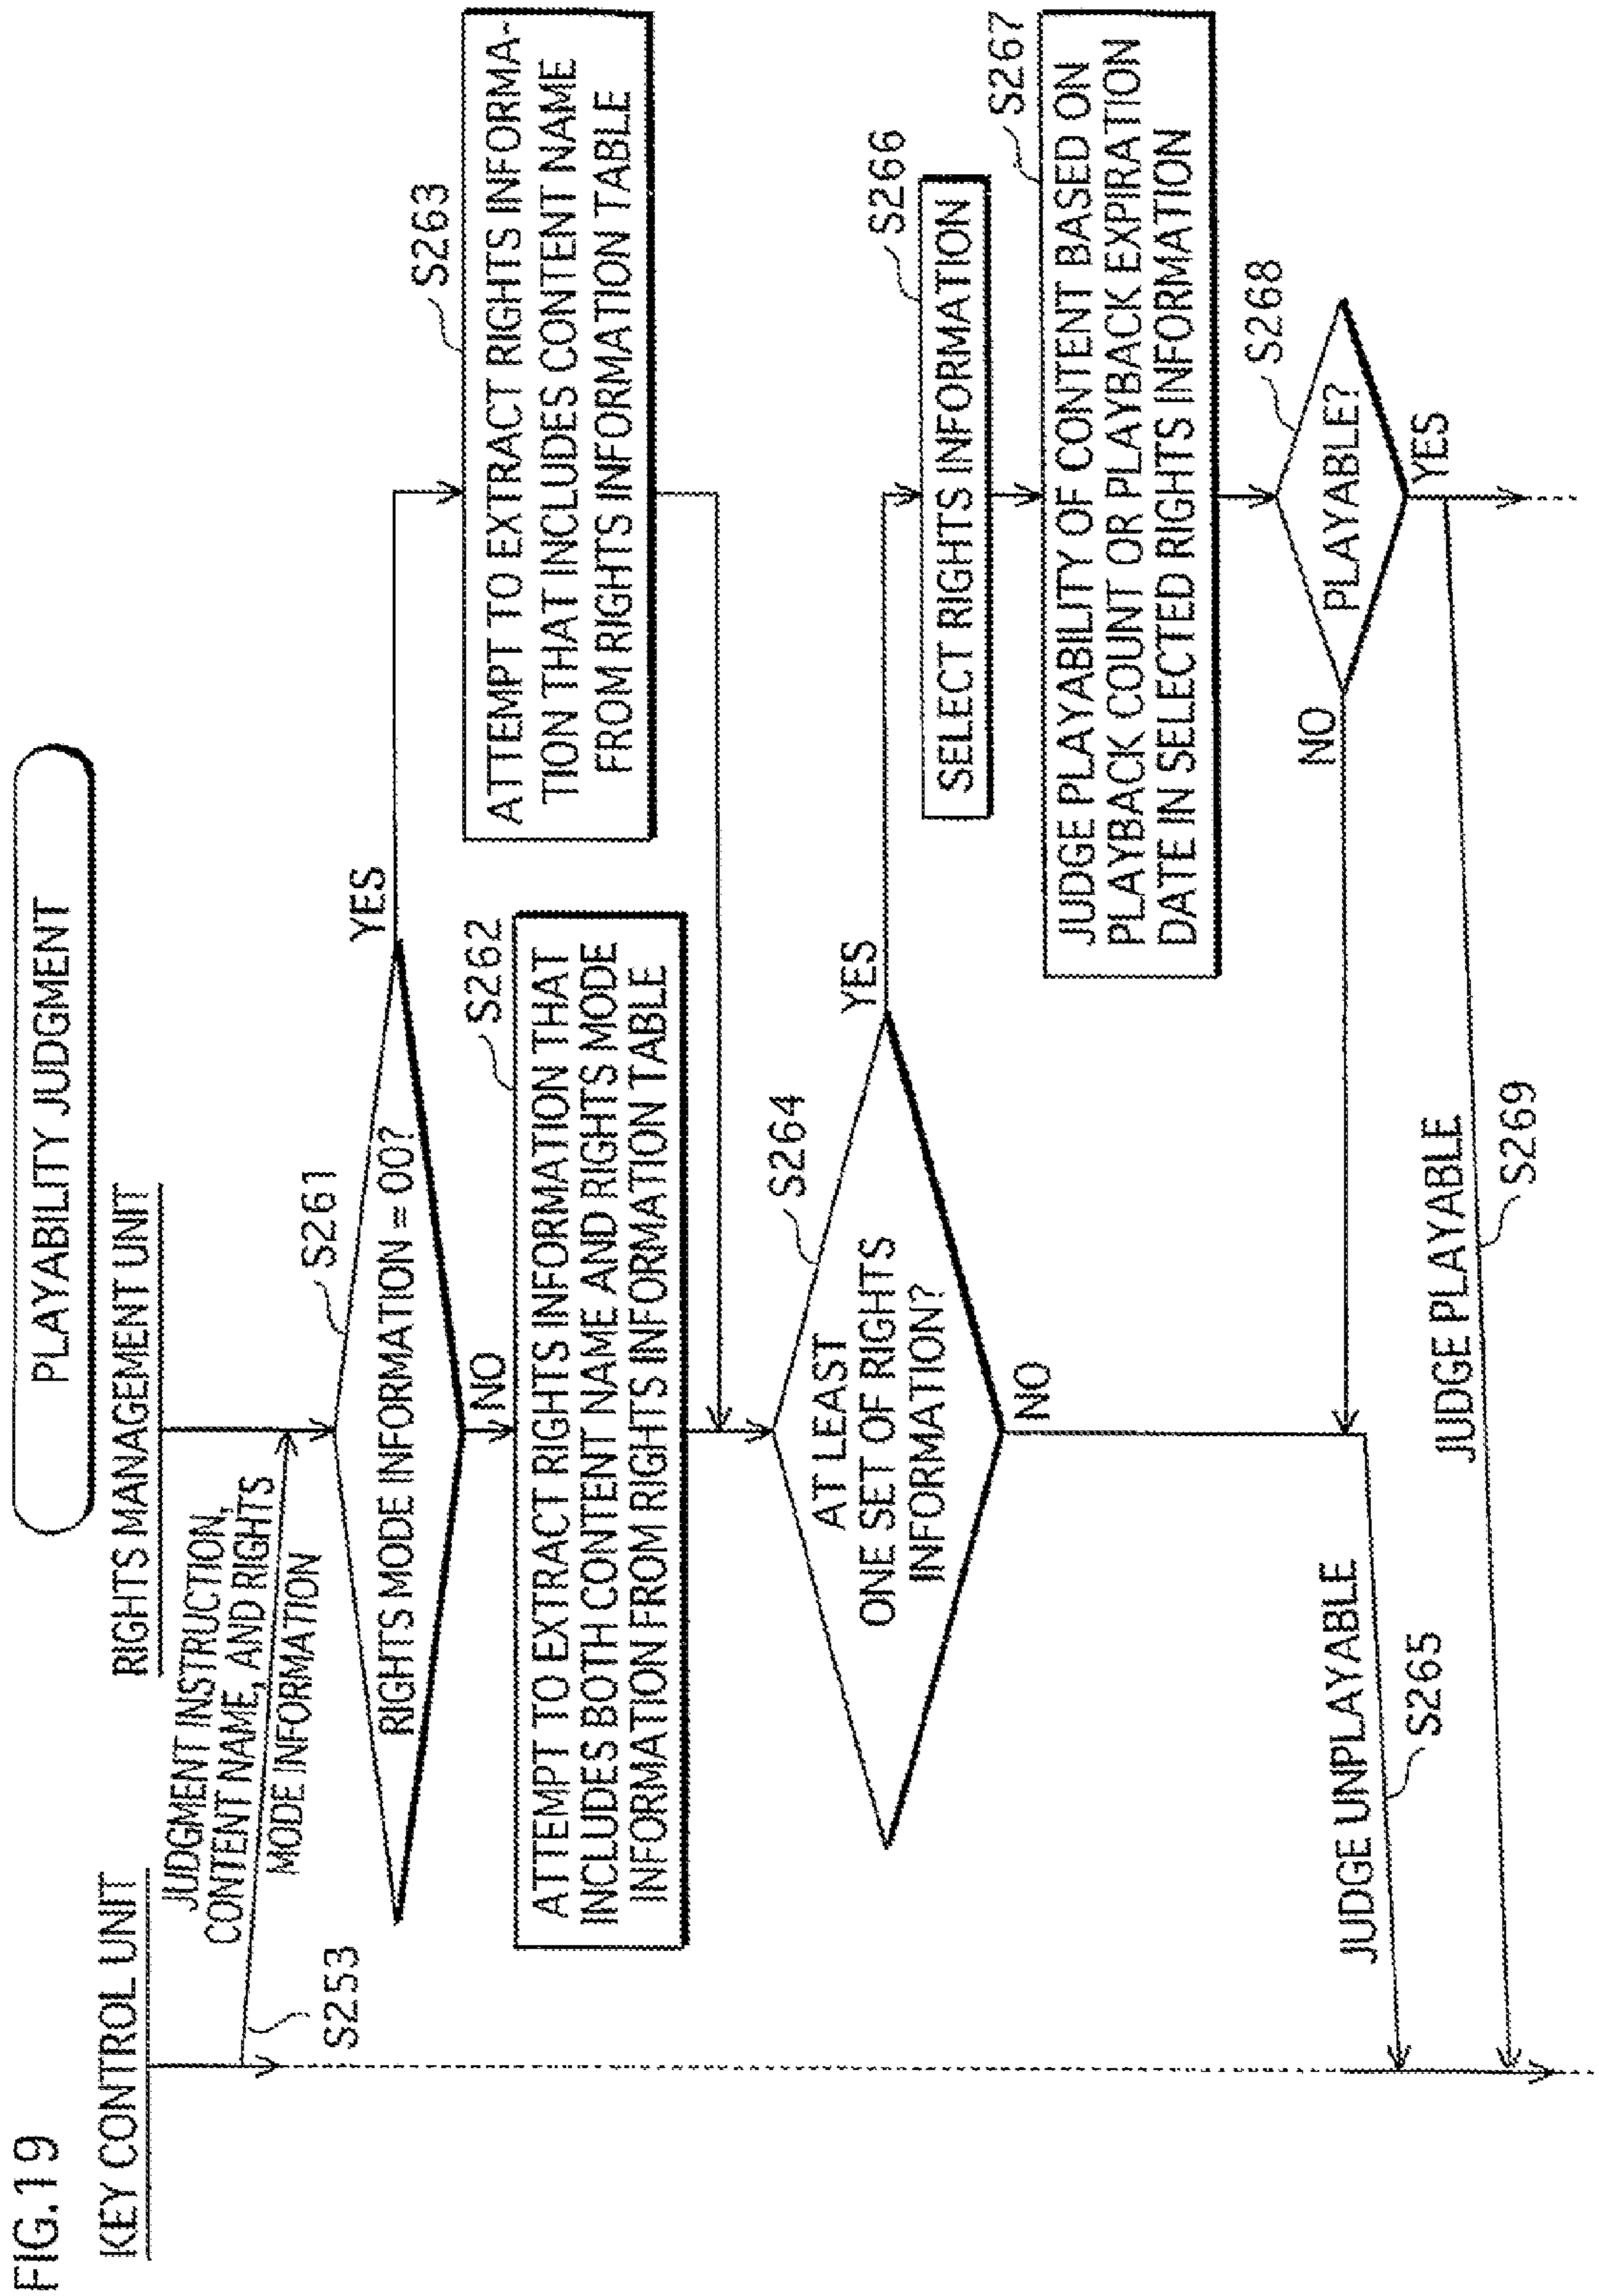 FIG.19
PLAYABILITY JUDGMENT
KEY CONTROL UNIT
RIGHTS MANAGEMENT UNIT
JUDGMENT INSTRUCTION,
CONTENT NAME, AND RIGHTS
MODE INFORMATION
S253
S261
RIGHTS MODE INFORMATION = 00?
YES
NO
S262
ATTEMPT TO EXTRACT RIGHTS INFORMATION THAT
INCLUDES BOTH CONTENT NAME AND RIGHTS MODE
INFORMATION FROM RIGHTS INFORMATION TABLE
S263
ATTEMPT TO EXTRACT RIGHTS INFORMA-
TION THAT INCLUDES CONTENT NAME
FROM RIGHTS INFORMATION TABLE
S264
AT LEAST
ONE SET OF RIGHTS
INFORMATION?
YES
NO
S266
SELECT RIGHTS INFORMATION
S267
JUDGE PLAYABILITY OF CONTENT BASED ON
PLAYBACK COUNT OR PLAYBACK EXPIRATION
DATE IN SELECTED RIGHTS INFORMATION
S268
PLAYABLE?
NO
YES
JUDGE UNPLAYABLE
S265
JUDGE PLAYABLE
S269